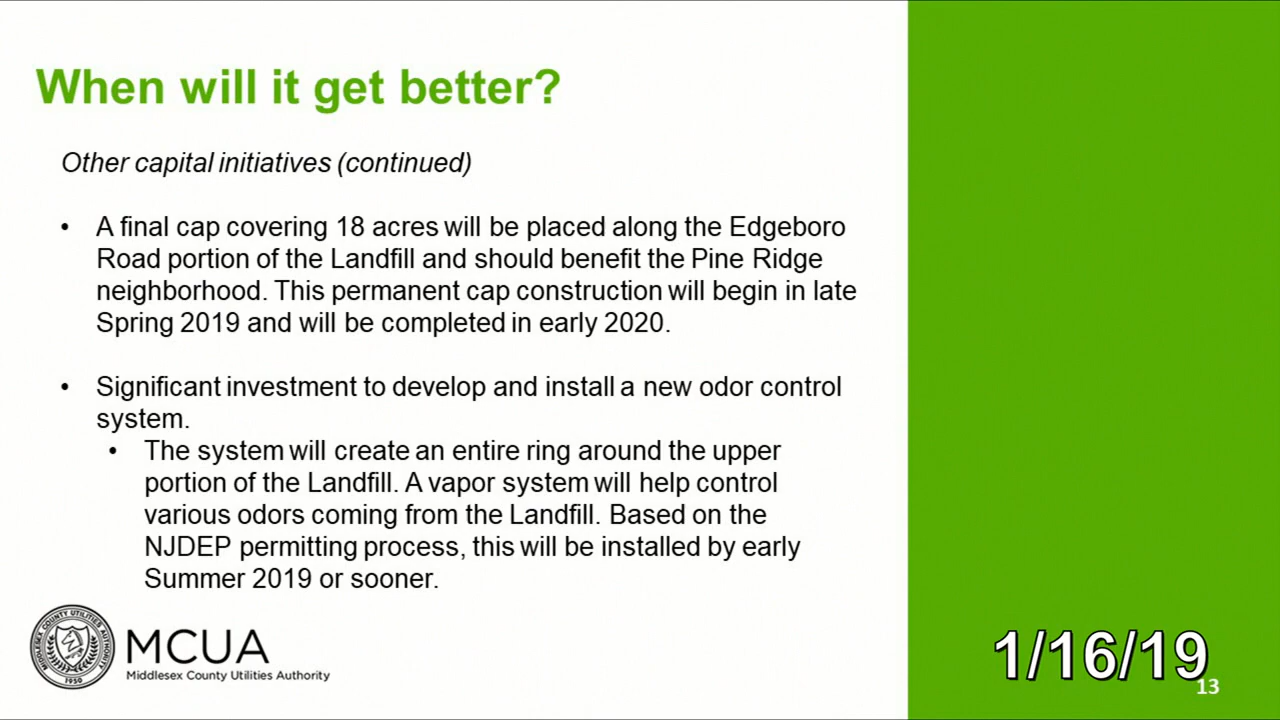 When will it get better?
Other capital initiatives (continued)
• A final cap covering 18 acres will be placed along the Edgeboro
Road portion of the Landfill and should benefit the Pine Ridge
neighborhood. This permanent cap construction will begin in late
Spring 2019 and will be completed in early 2020.
• Significant investment to develop and install a new odor control
system.
• The system will create an entire ring around the upper
portion of the Landfill. A vapor system will help control
various odors coming from the Landfill. Based on the
NJDEP permitting process, this will be installed by early
Summer 2019 or sooner.
MIDDLESEX COUNTY UTILITIES AUTHORITY
1950
MCUA
Middlesex County Utilities Authority
1/16/19
13